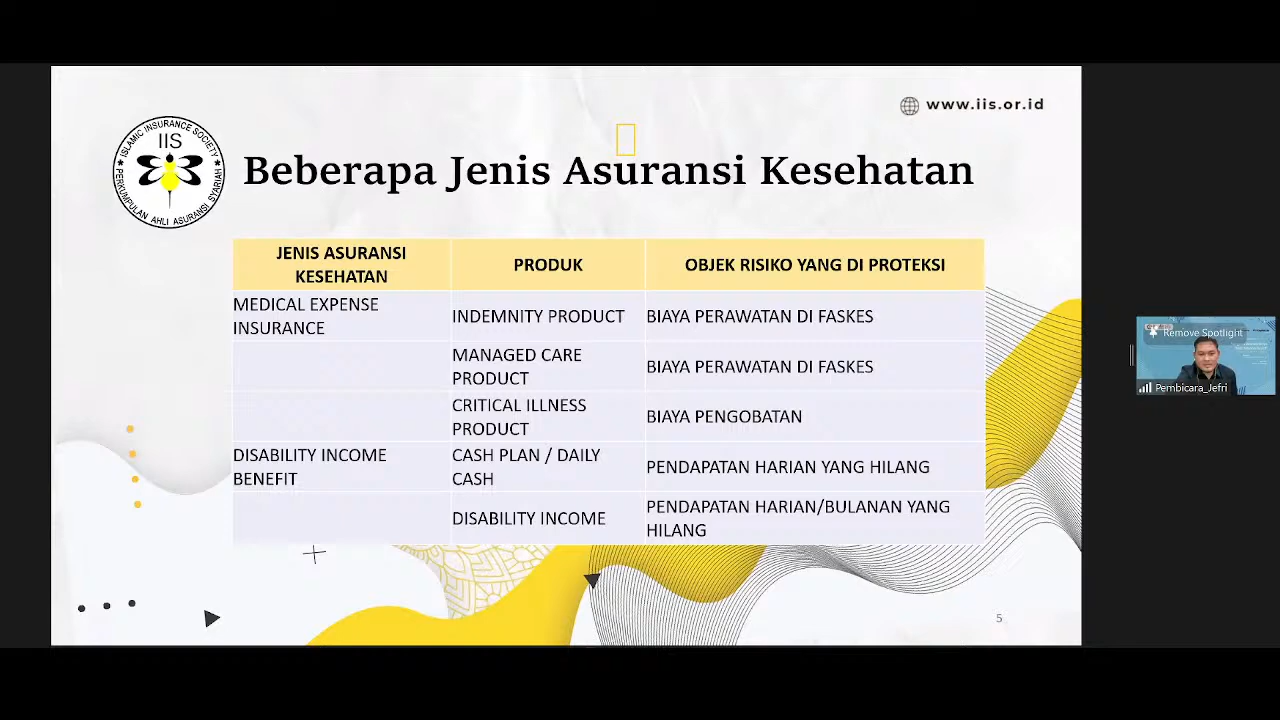 www.iis.or.id
ISLAMIC INSURANCE SOCIETY
IIS
PERKUMPULAN AHLI ASURANSI SYARIAH
Beberapa Jenis Asuransi Kesehatan
JENIS ASURANSI
KESEHATAN
PRODUK
OBJEK RISIKO YANG DI PROTEKSI
MEDICAL EXPENSE
INSURANCE
INDEMNITY PRODUCT
BIAYA PERAWATAN DI FASKES
MANAGED CARE
PRODUCT
BIAYA PERAWATAN DI FASKES
CRITICAL ILLNESS
PRODUCT
BIAYA PENGOBATAN
DISABILITY INCOME
BENEFIT
CASH PLAN / DAILY
CASH
PENDAPATAN HARIAN YANG HILANG
DISABILITY INCOME
PENDAPATAN HARIAN/BULANAN YANG
HILANG
5
Remove Spotlight
Pembicara_Jefri